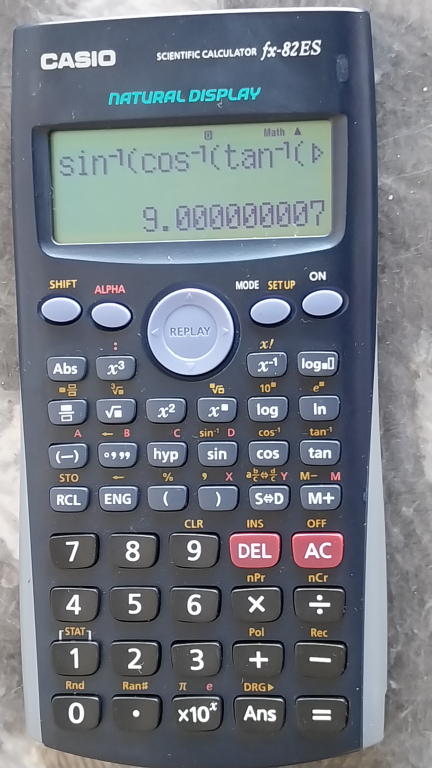 CASIO SCIENTIFIC CALCULATOR fx-82ES
NATURAL DISPLAY
D Math ▲
sin⁻¹(cos⁻¹(tan⁻¹(▷
9.000000007
SHIFT ALPHA MODE SETUP ON
REPLAY
: x!
Abs x³ x⁻¹ log■□
■▫/▫ ³√■ ■√□ 10■ e■
▬ √■ x² x■ log ln
A ← B C sin⁻¹ D cos⁻¹ tan⁻¹
(−) °’” hyp sin cos tan
STO ← % , X a b/c⇔d/c Y M− M
RCL ENG ( ) S⇔D M+
CLR INS OFF
7 8 9 DEL AC
nPr nCr
4 5 6 × ÷
STAT Pol Rec
1 2 3 + −
Rnd Ran# π e DRG▶
0 • ×10ˣ Ans =